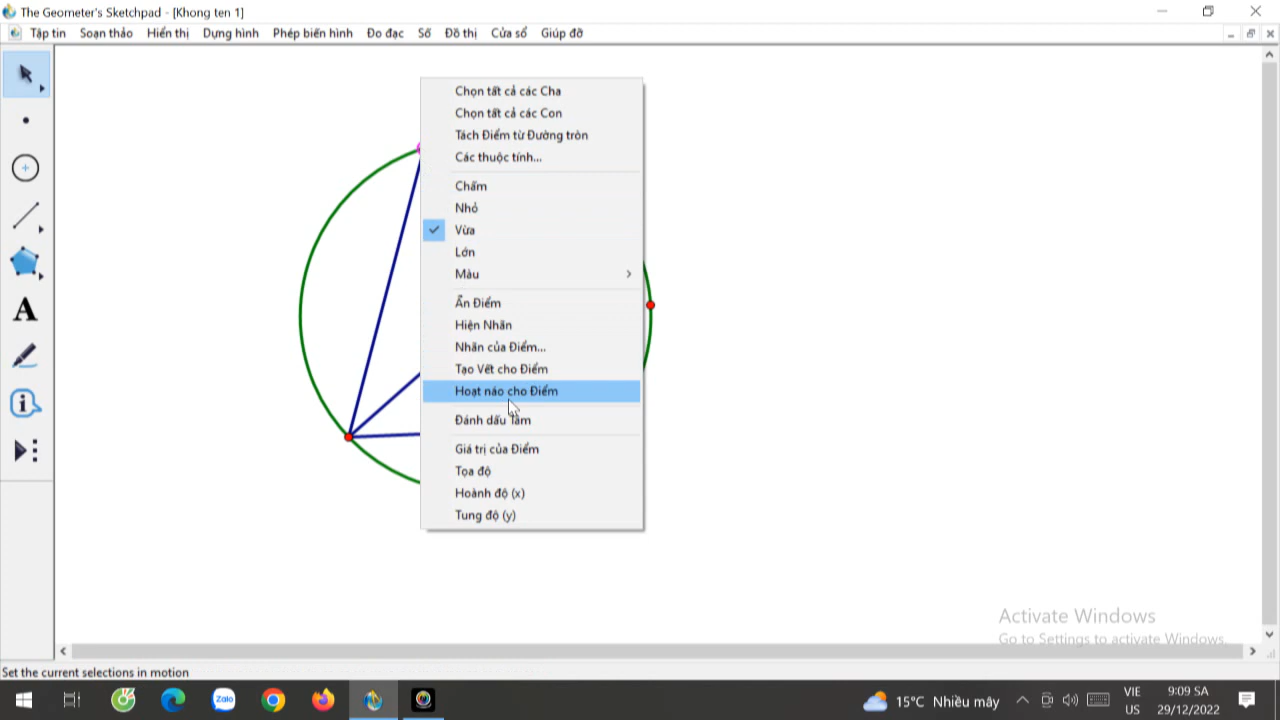 The Geometer's Sketchpad - [Khong ten 1]
Tập tin Soạn thảo Hiển thị Dựng hình Phép biến hình Đo đạc Số Đồ thị Cửa sổ Giúp đỡ
Chọn tất cả các Cha
Chọn tất cả các Con
Tách Điểm từ Đường tròn
Các thuộc tính...
Chấm
Nhỏ
Vừa
Lớn
Màu
Ẩn Điểm
Hiện Nhãn
Nhãn của Điểm...
Tạo Vết cho Điểm
Hoạt náo cho Điểm
Đánh dấu Tâm
Giá trị của Điểm
Tọa độ
Hoành độ (x)
Tung độ (y)
A
i
Activate Windows
Go to Settings to activate Windows.
Set the current selections in motion
Zalo
15°C Nhiều mây
VIE
US
9:09 SA
29/12/2022